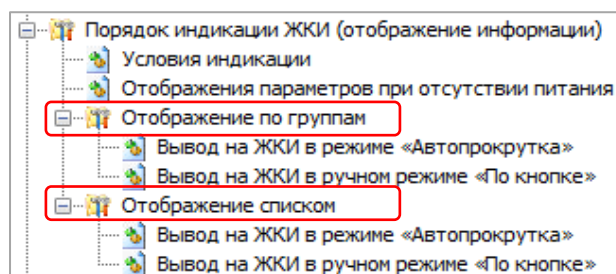 Порядок индикации ЖКИ (отображение информации)
Условия индикации
Отображения параметров при отсутствии питания
Отображение по группам
Вывод на ЖКИ в режиме «Автопрокрутка»
Вывод на ЖКИ в ручном режиме «По кнопке»
Отображение списком
Вывод на ЖКИ в режиме «Автопрокрутка»
Вывод на ЖКИ в ручном режиме «По кнопке»